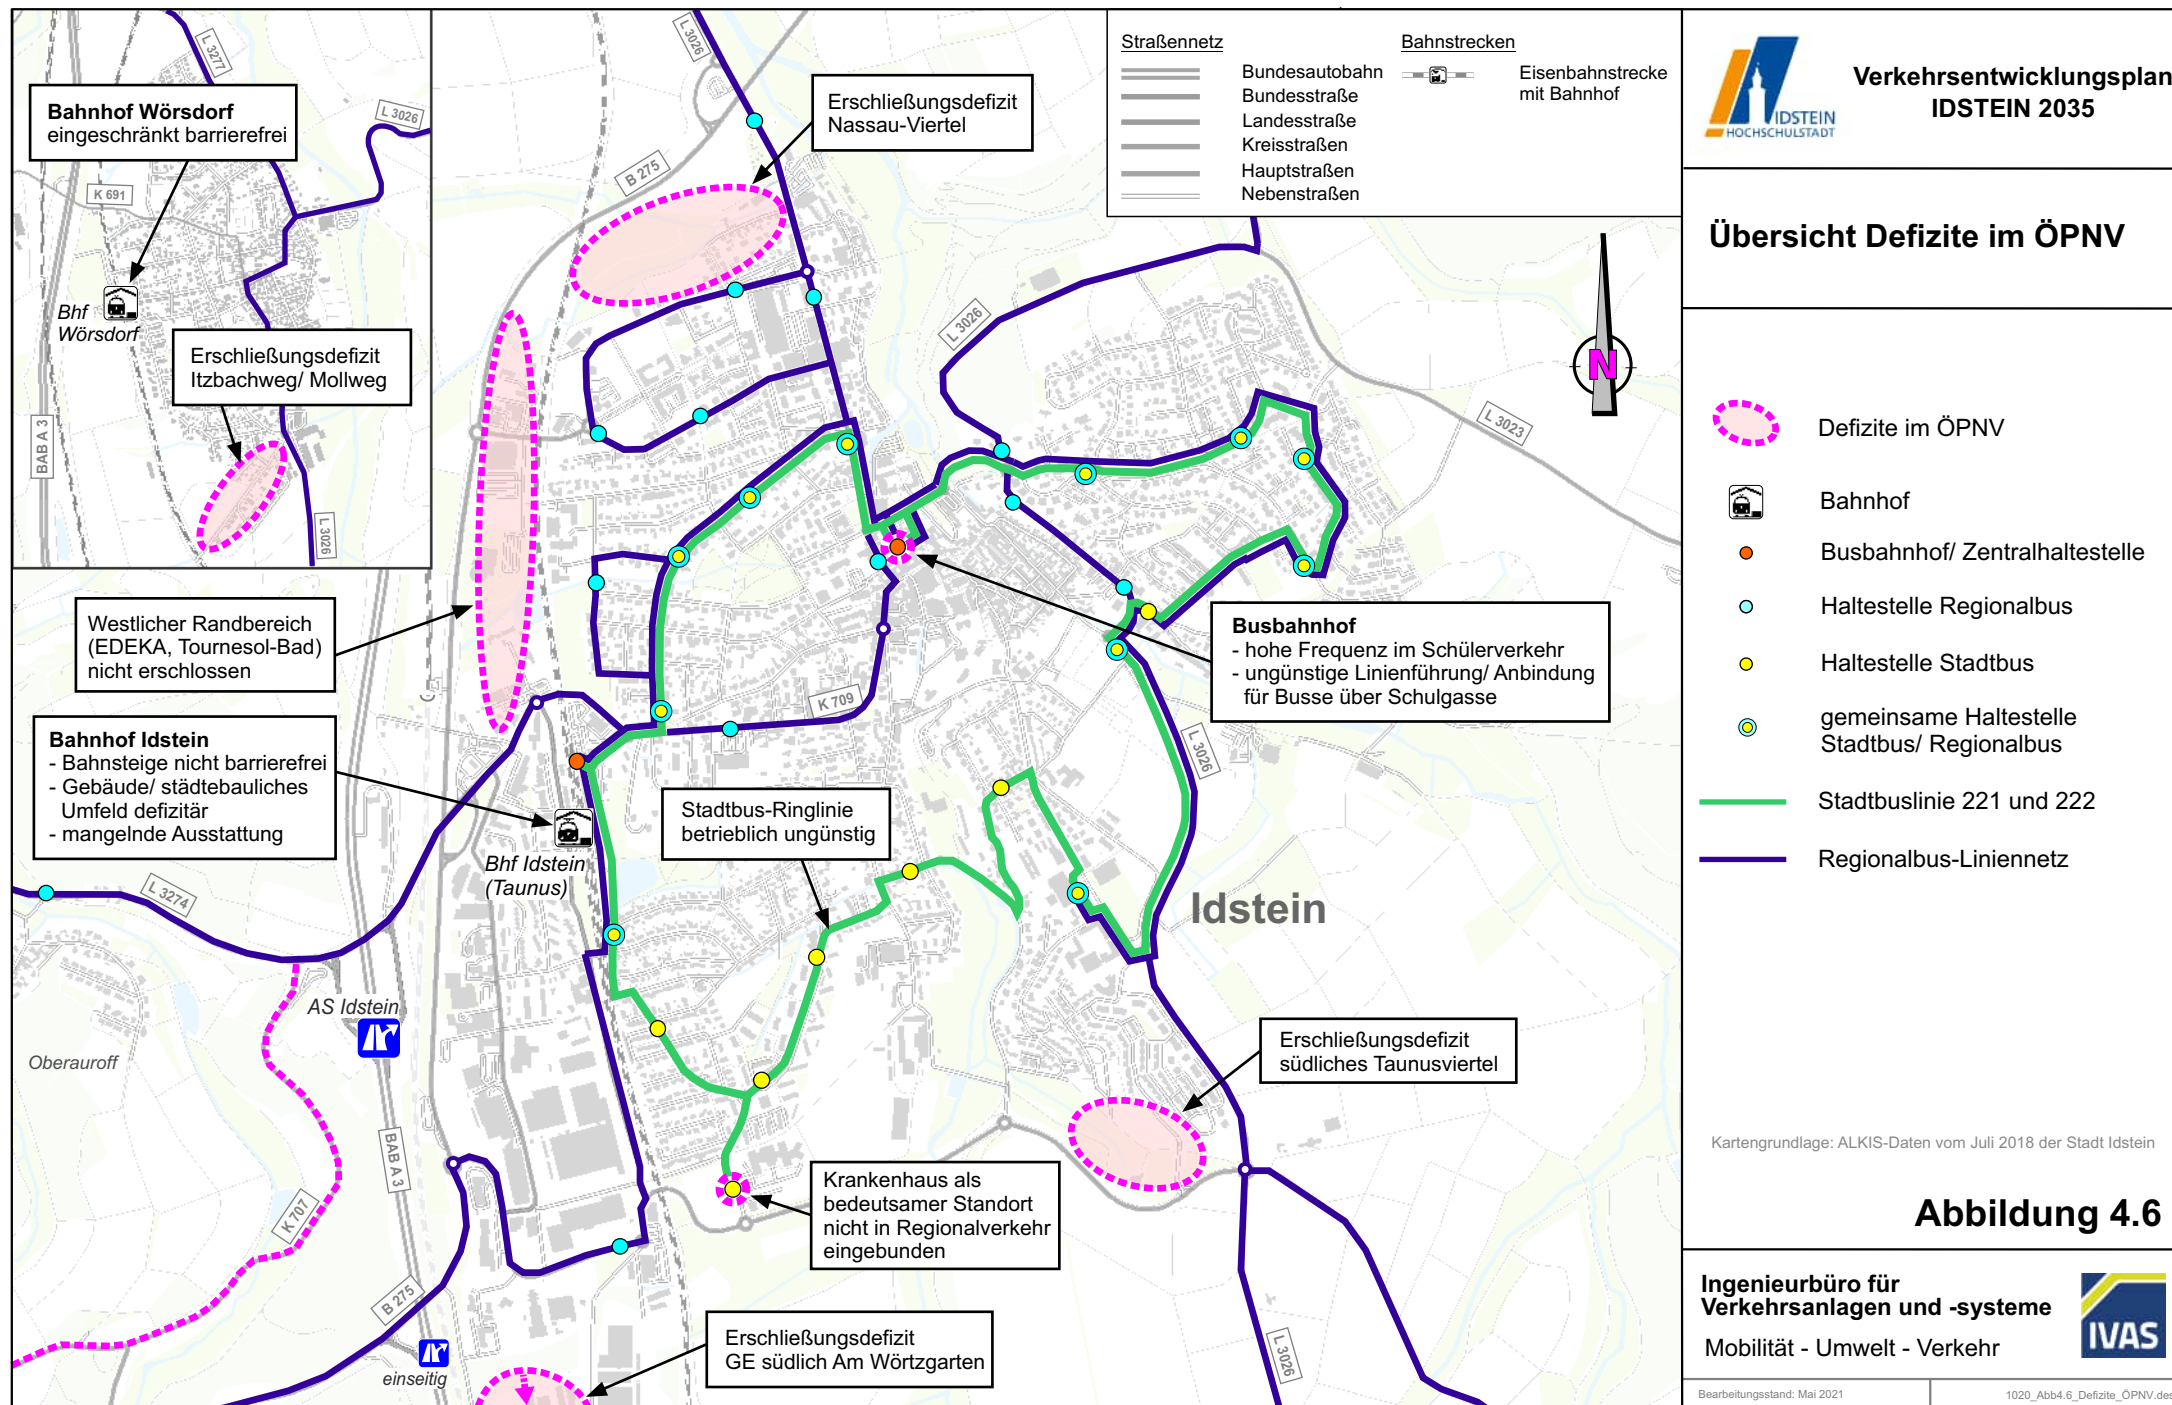 L 3277
L 3026
Bahnhof Wörsdorf
eingeschränkt barrierefrei
K 691
Bhf
Wörsdorf
Erschließungsdefizit
Itzbachweg/ Mollweg
BAB A 3
L 3026
L 3026
B 275
Erschließungsdefizit
Nassau-Viertel
Straßennetz
Bundesautobahn
Bundesstraße
Landesstraße
Kreisstraßen
Hauptstraßen
Nebenstraßen
Bahnstrecken
Eisenbahnstrecke
mit Bahnhof
L 3026
N
L 3023
Westlicher Randbereich
(EDEKA, Tournesol-Bad)
nicht erschlossen
Busbahnhof
- hohe Frequenz im Schülerverkehr
- ungünstige Linienführung/ Anbindung
für Busse über Schulgasse
K 709
L 3026
Bahnhof Idstein
- Bahnsteige nicht barrierefrei
- Gebäude/ städtebauliches
Umfeld defizitär
- mangelnde Ausstattung
Bhf Idstein
(Taunus)
Stadtbus-Ringlinie
betrieblich ungünstig
L 3274
Idstein
AS Idstein
Oberauroff
Erschließungsdefizit
südliches Taunusviertel
BAB A 3
K 707
Krankenhaus als
bedeutsamer Standort
nicht in Regionalverkehr
eingebunden
B 275
einseitig
Erschließungsdefizit
GE südlich Am Wörtzgarten
L 3026
IDSTEIN
HOCHSCHULSTADT
Verkehrsentwicklungsplan
IDSTEIN 2035
Übersicht Defizite im ÖPNV
Defizite im ÖPNV
Bahnhof
Busbahnhof/ Zentralhaltestelle
Haltestelle Regionalbus
Haltestelle Stadtbus
gemeinsame Haltestelle
Stadtbus/ Regionalbus
Stadtbuslinie 221 und 222
Regionalbus-Liniennetz
Kartengrundlage: ALKIS-Daten vom Juli 2018 der Stadt Idstein
Abbildung 4.6
Ingenieurbüro für
Verkehrsanlagen und -systeme
Mobilität - Umwelt - Verkehr
IVAS
Bearbeitungsstand: Mai 2021
1020_Abb4.6_Defizite_ÖPNV.des